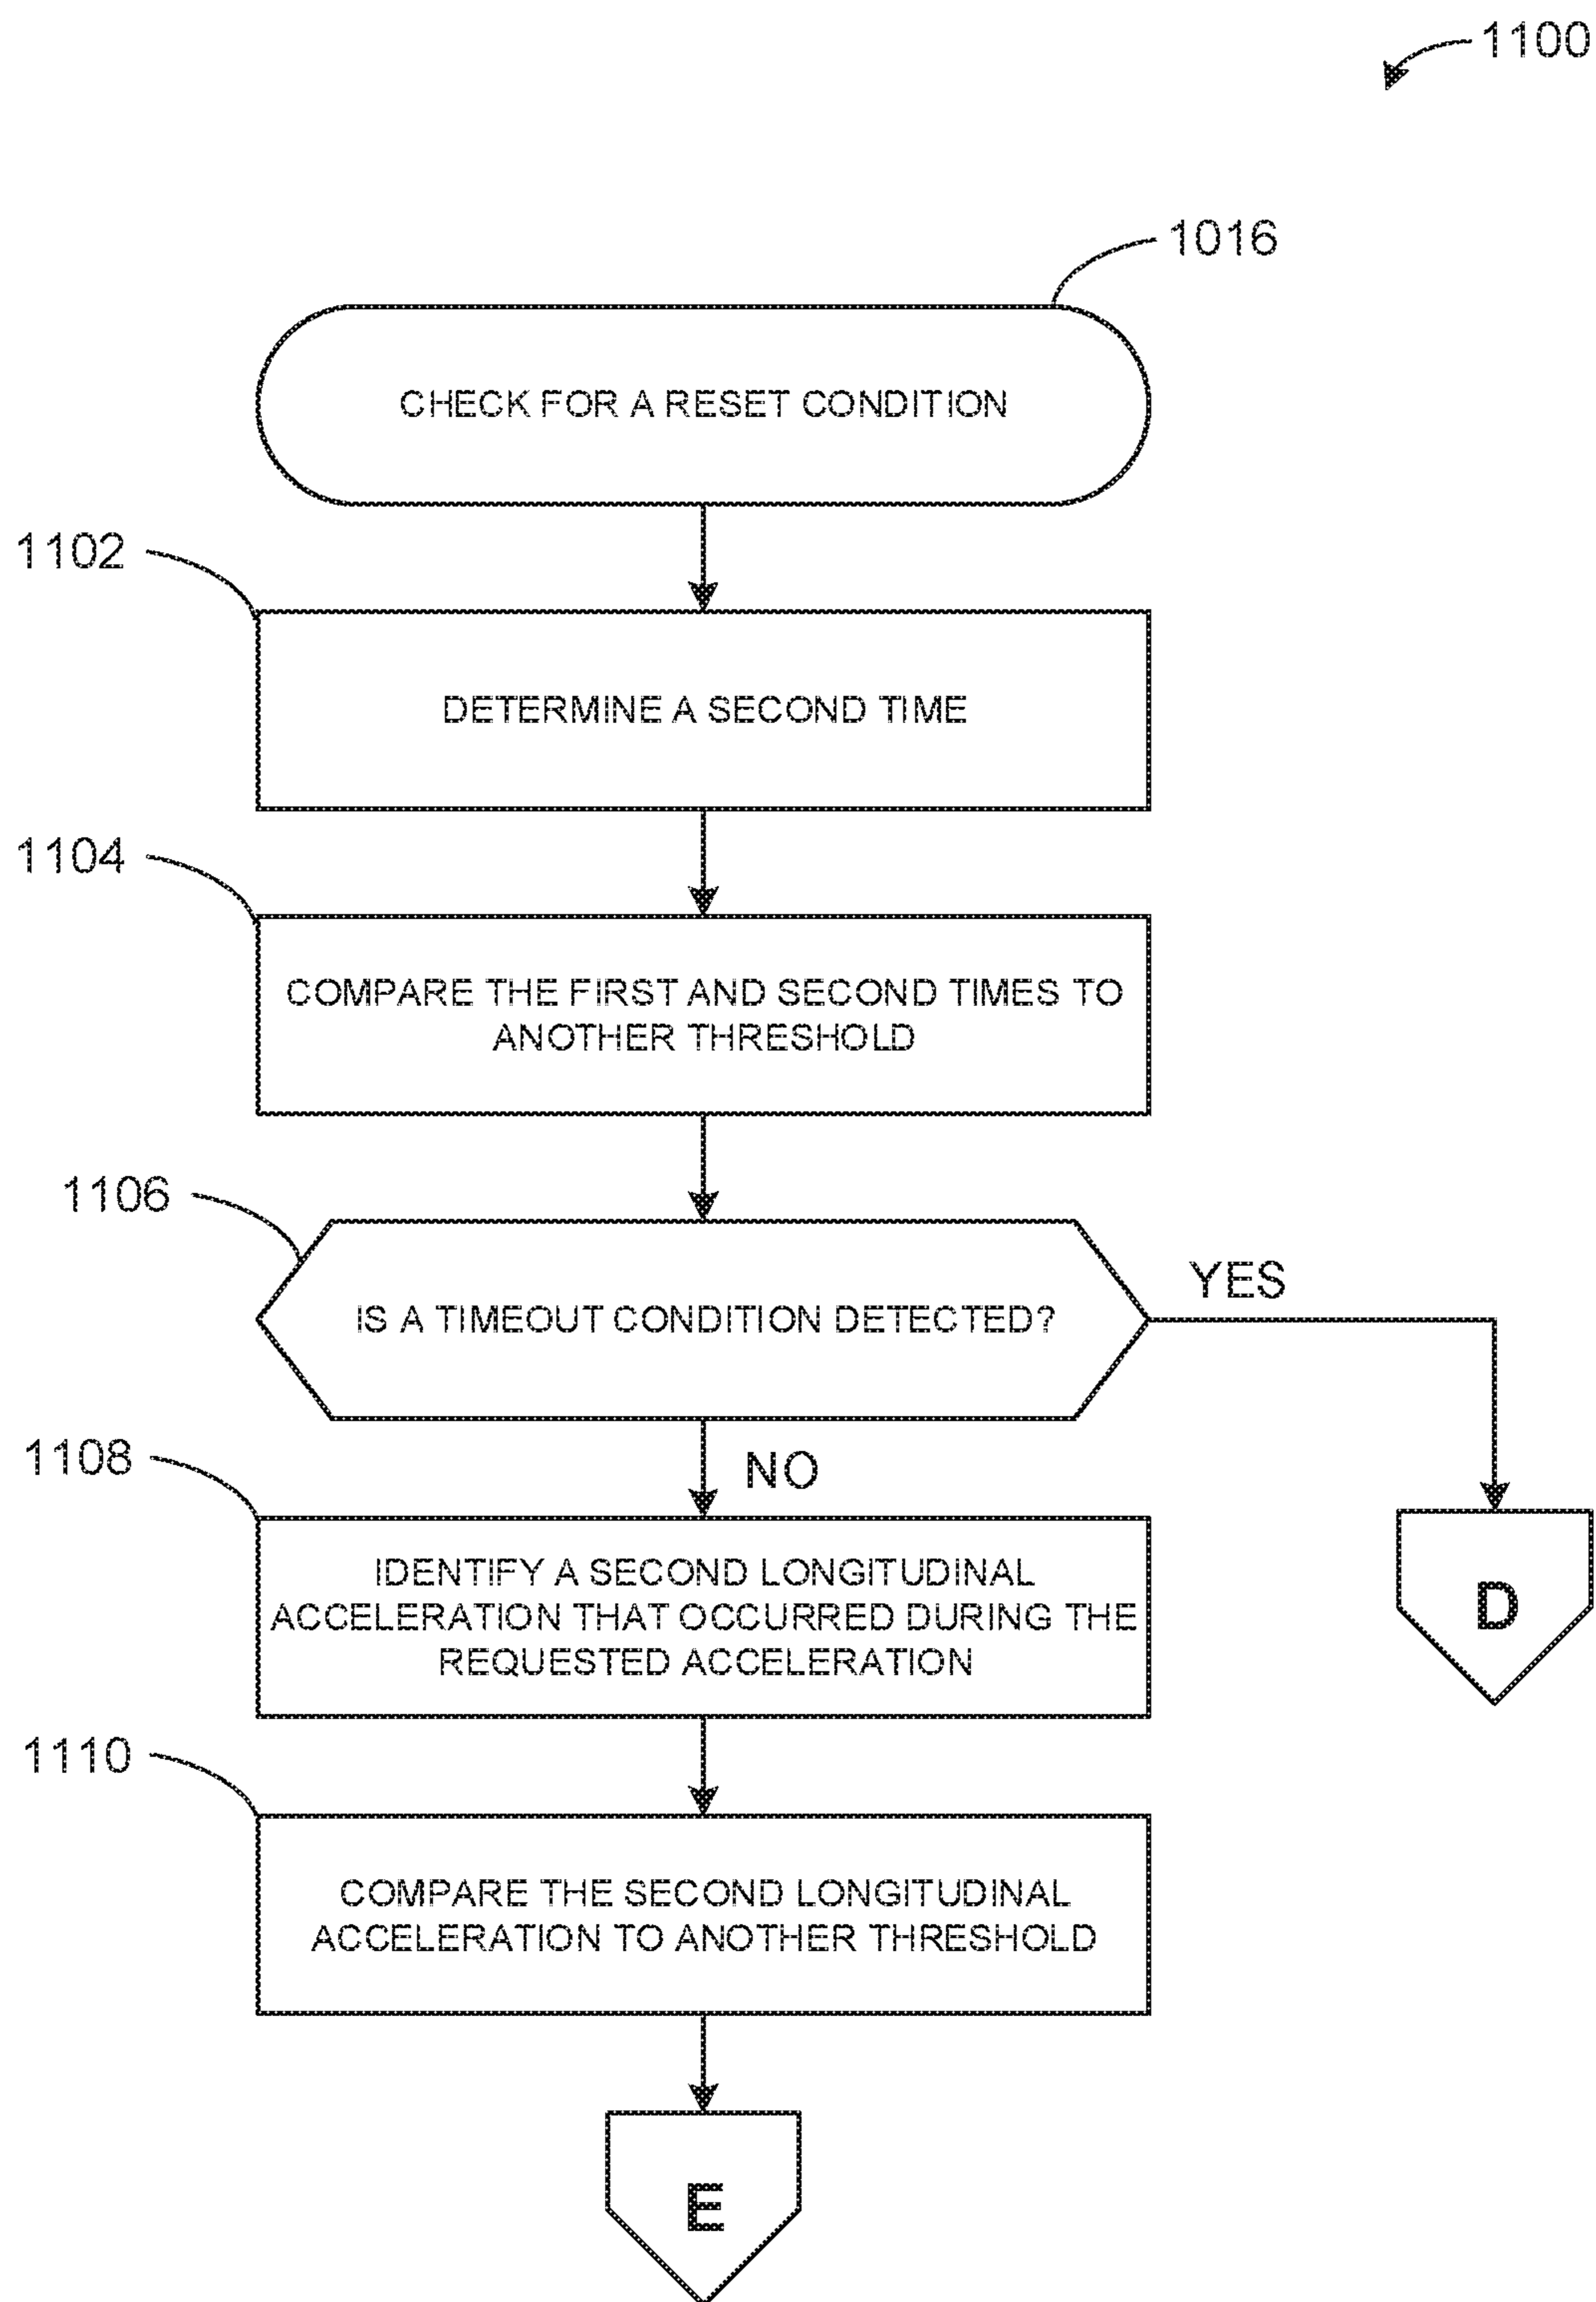 1100
1016
CHECK FOR A RESET CONDITION
1102
DETERMINE A SECOND TIME
1104
COMPARE THE FIRST AND SECOND TIMES TO
ANOTHER THRESHOLD
1106
IS A TIMEOUT CONDITION DETECTED?
YES
NO
1108
IDENTIFY A SECOND LONGITUDINAL
ACCELERATION THAT OCCURRED DURING THE
REQUESTED ACCELERATION
D
1110
COMPARE THE SECOND LONGITUDINAL
ACCELERATION TO ANOTHER THRESHOLD
E